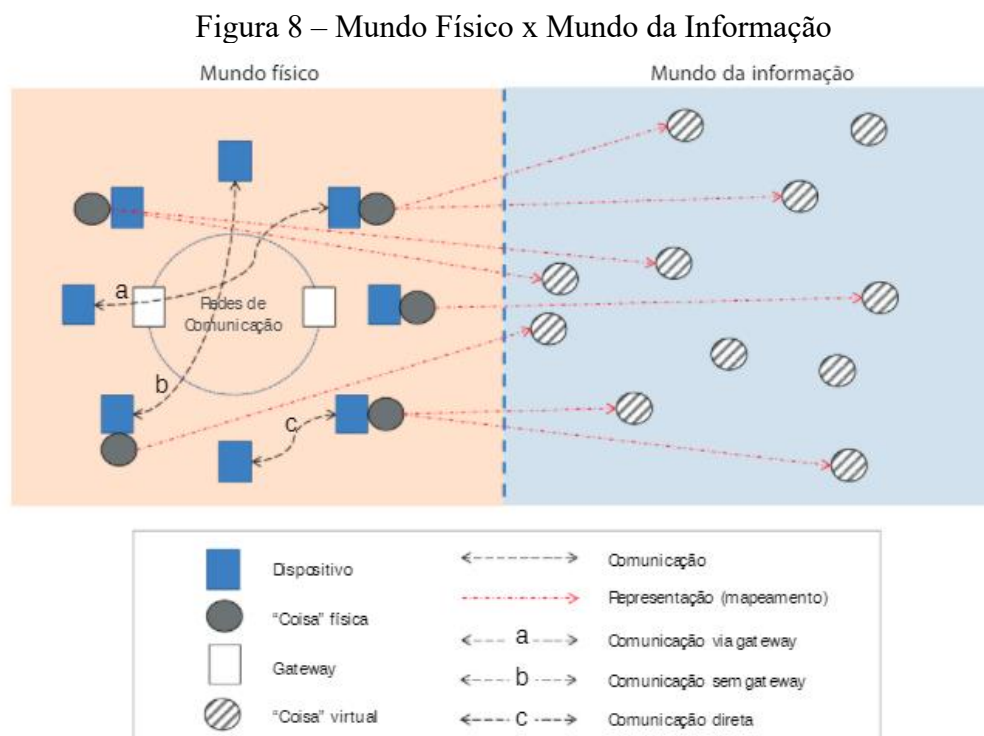 Figura 8 – Mundo Físico x Mundo da Informação
Mundo físico
Mundo da informação
a
Redes de
Comunicação
b
c
Dispositivo
"Coisa" física
Gateway
"Coisa" virtual
Comunicação
Representação (mapeamento)
a
Comunicação via gateway
b
Comunicação sem gateway
c
Comunicação direta